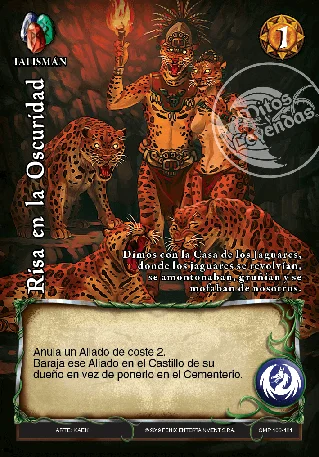 1
TALISMÁN
Mitos
Leyendas
Risa en la Oscuridad
Dimos con la Casa de los Jaguares,
donde los jaguares se revolvían,
se amontonaban, gruñían y se
mofaban de nosotros.
Anula un Aliado de coste 2.
Baraja ese Aliado en el Castillo de su
dueño en vez de ponerlo en el Cementerio.
ARTE:
ENTERTAINMENT SPA.